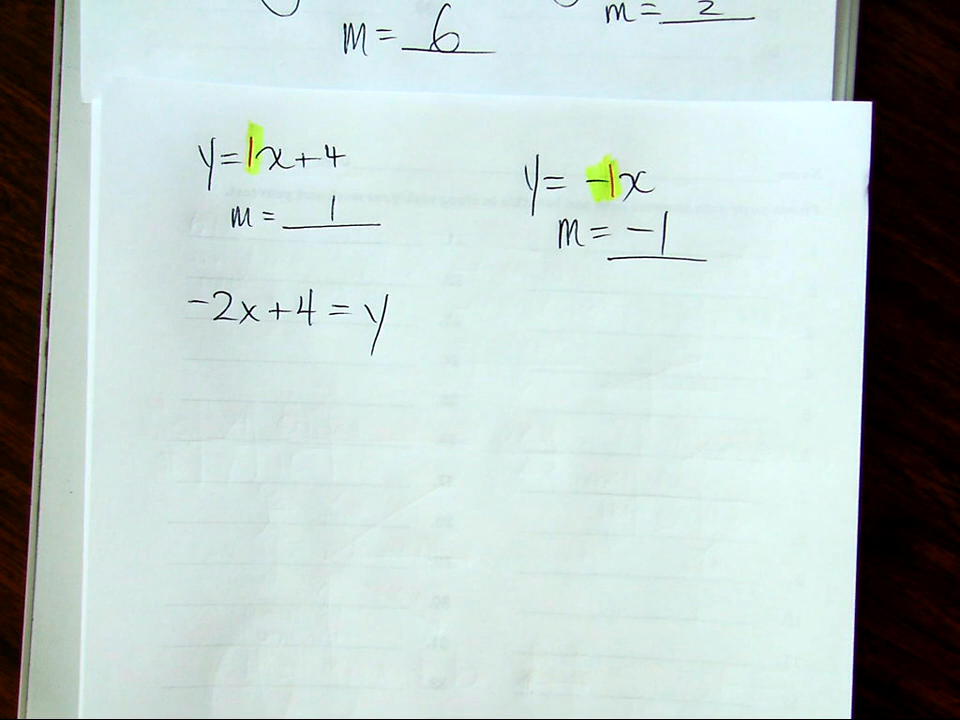 m = 6
m = 2
y = 1x + 4
m = 1
y = -1x
m = -1
-2x + 4 = y